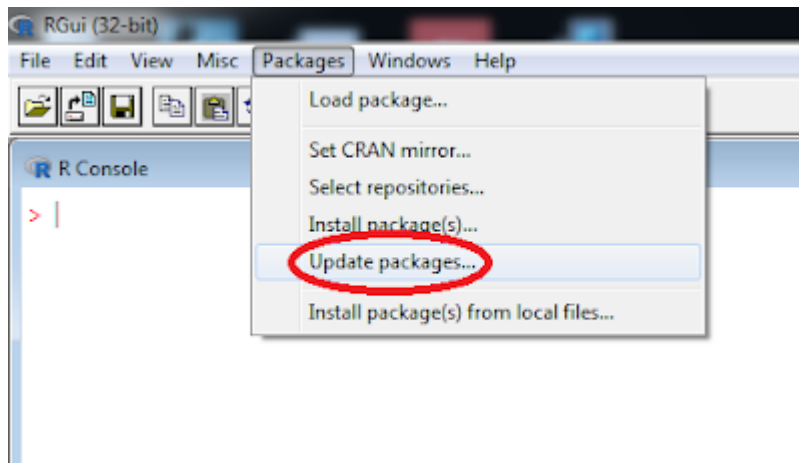 RGui (32-bit)
File Edit View Misc Packages Windows Help
Load package...
Set CRAN mirror...
Select repositories...
Install package(s)...
Update packages...
Install package(s) from local files...
R Console
>